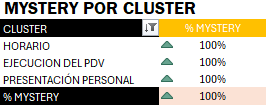 MYSTERY POR CLUSTER
CLUSTER % MYSTERY
HORARIO 100%
EJECUCION DEL PDV 100%
PRESENTACIÓN PERSONAL 100%
% MYSTERY 100%